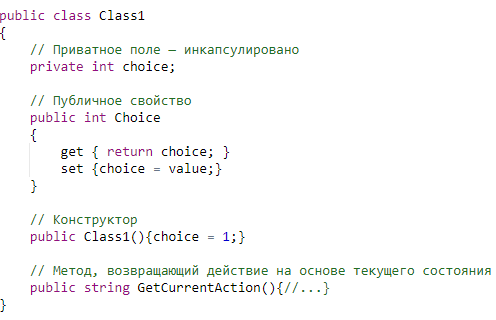 public class Class1
{
// Приватное поле — инкапсулировано
private int choice;
// Публичное свойство
public int Choice
{
get { return choice; }
set {choice = value;}
}
// Конструктор
public Class1(){choice = 1;}
// Метод, возвращающий действие на основе текущего состояния
public string GetCurrentAction(){//...}
}